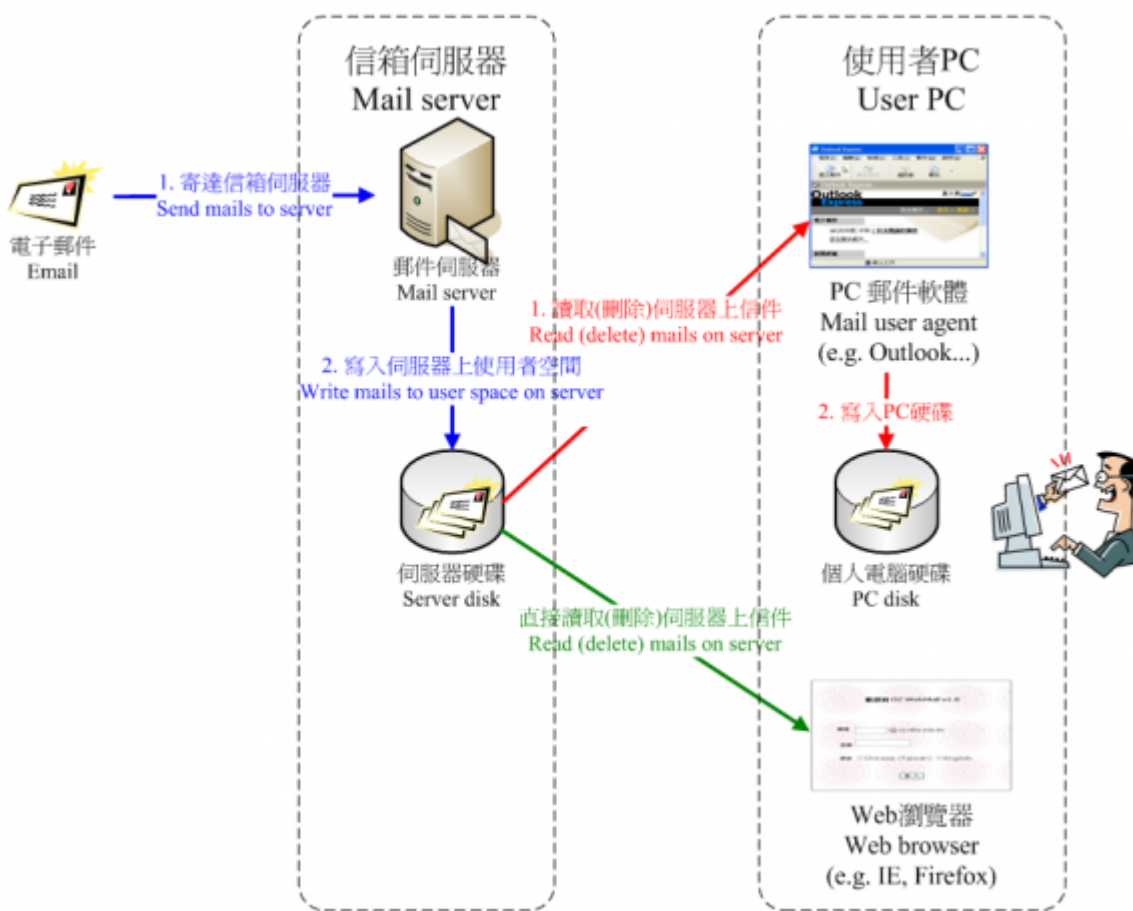 信箱伺服器
Mail server
使用者PC
User PC
1. 寄達信箱伺服器
Send mails to server
電子郵件
Email
郵件伺服器
Mail server
2. 寫入伺服器上使用者空間
Write mails to user space on server
伺服器硬碟
Server disk
1. 讀取(刪除)伺服器上信件
Read (delete) mails on server
Outlook Express
Outlook
Express
PC 郵件軟體
Mail user agent
(e.g. Outlook...)
2. 寫入PC硬碟
個人電腦硬碟
PC disk
直接讀取(刪除)伺服器上信件
Read (delete) mails on server
Web瀏覽器
Web browser
(e.g. IE, Firefox)